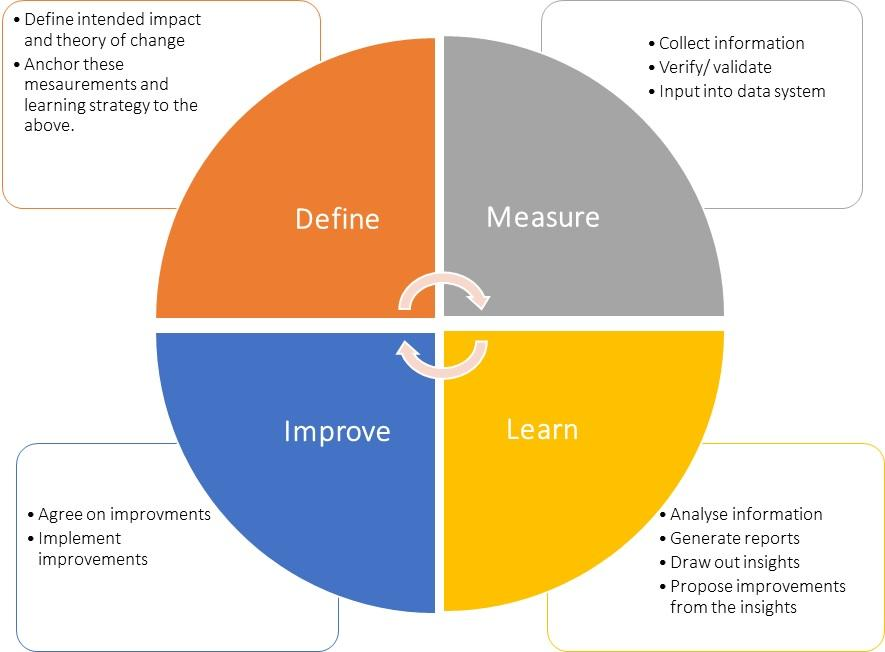 • Define intended impact
and theory of change
• Anchor these
mesaurements and
learning strategy to the
above.
• Collect information
• Verify/ validate
• Input into data system
Define
Measure
Improve
Learn
• Agree on improvments
• Implement
improvements
• Analyse information
• Generate reports
• Draw out insights
• Propose improvements
from the insights